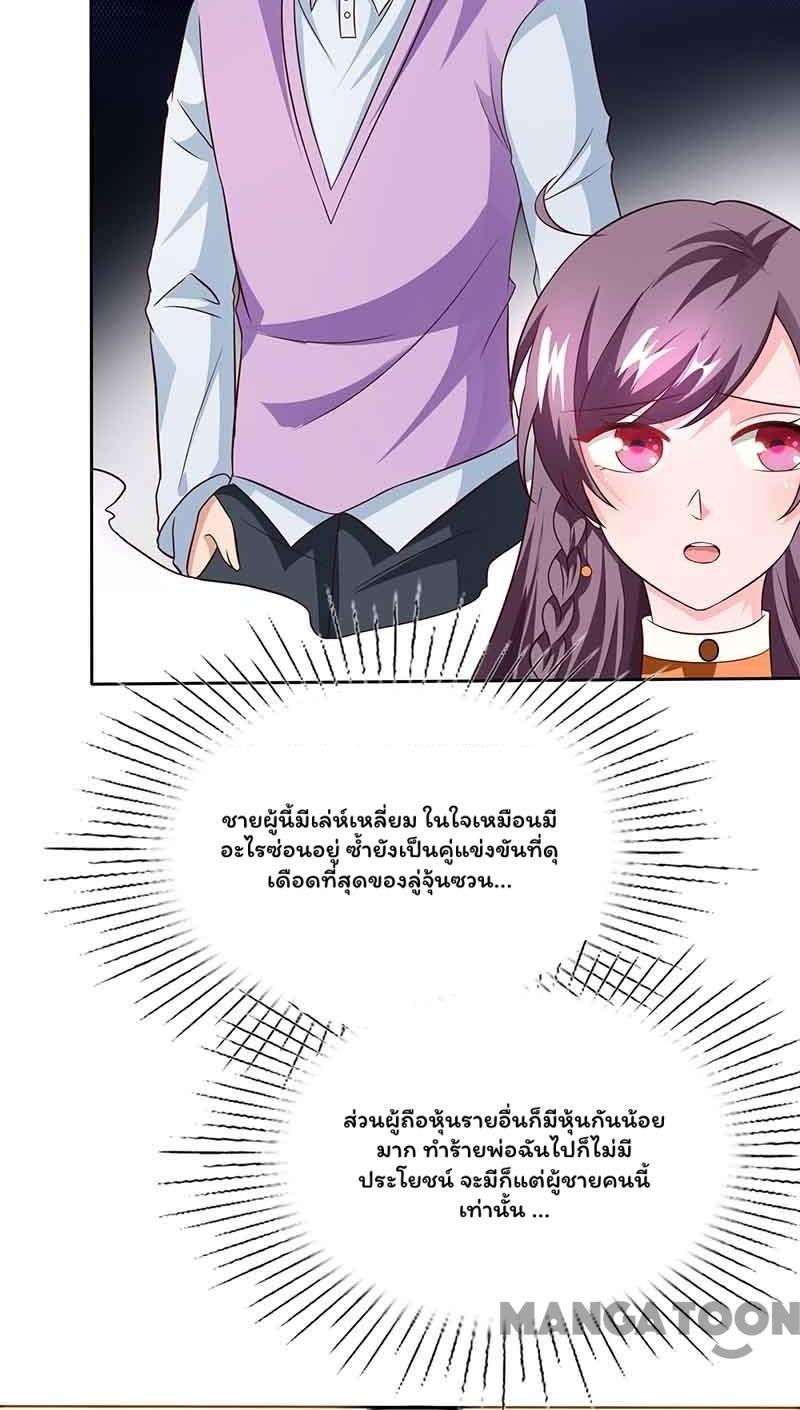 ชายผู้นี้มีเล่ห์เหลี่ยม ในใจเหมือนมี
อะไรซ่อนอยู่ ซ้ำยังเป็นคู่แข่งขันที่ดุ
เดือดที่สุดของลู่จุ้นซวน...
ส่วนผู้ถือหุ้นรายอื่นก็มีหุ้นกันน้อย
มาก ทำร้ายพ่อฉันไปก็ไม่มี
ประโยชน์ จะมีก็แต่ผู้ชายคนนี้
เท่านั้น ...
MANGATOON